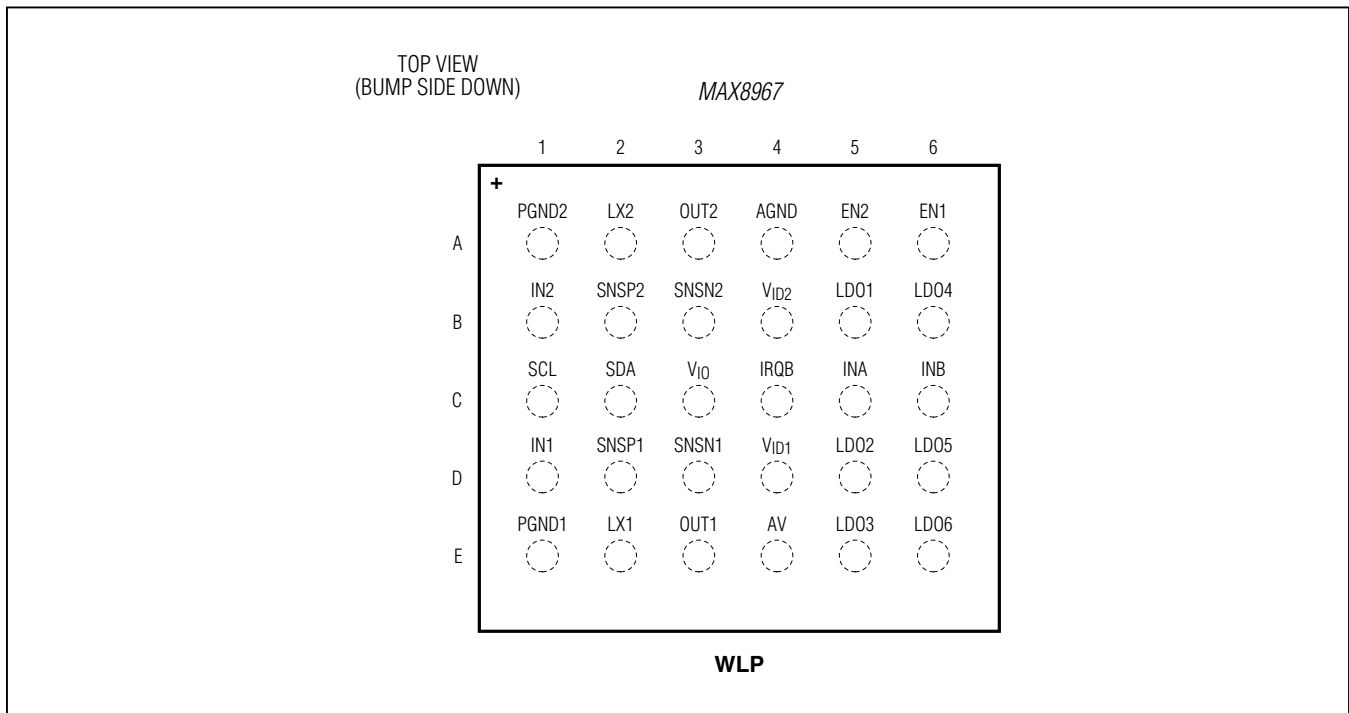 TOP VIEW
(BUMP SIDE DOWN)
MAX8967
1 2 3 4 5 6
+
PGND2 LX2 OUT2 AGND EN2 EN1
A
IN2 SNSP2 SNSN2 VID2 LDO1 LDO4
B
SCL SDA VIO IRQB INA INB
C
IN1 SNSP1 SNSN1 VID1 LDO2 LDO5
D
PGND1 LX1 OUT1 AV LDO3 LDO6
E
WLP